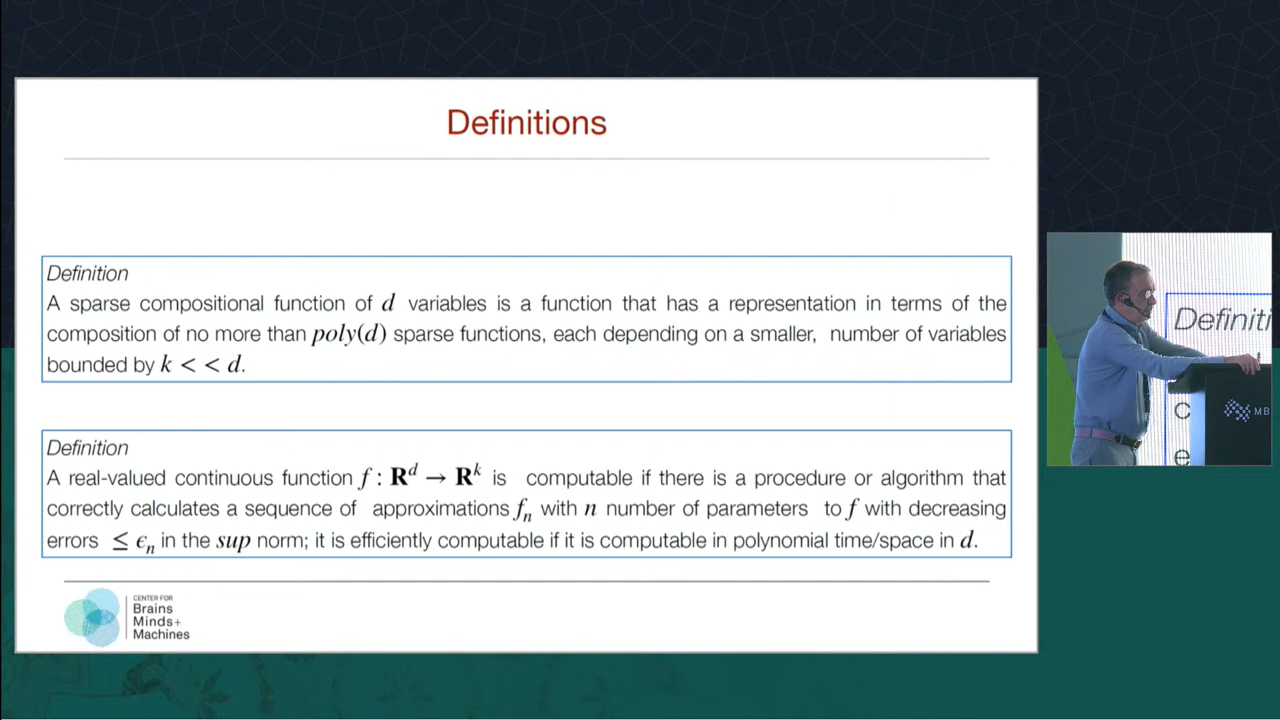 Definitions
Definition
A sparse compositional function of d variables is a function that has a representation in terms of the
composition of no more than poly(d) sparse functions, each depending on a smaller, number of variables
bounded by k < < d.
Definition
A real-valued continuous function f : R^d → R^k is computable if there is a procedure or algorithm that
correctly calculates a sequence of approximations f_n with n number of parameters to f with decreasing
errors ≤ ϵ_n in the sup norm; it is efficiently computable if it is computable in polynomial time/space in d.
CENTER FOR
Brains
Minds+
Machines
Definiti
c
e
MB